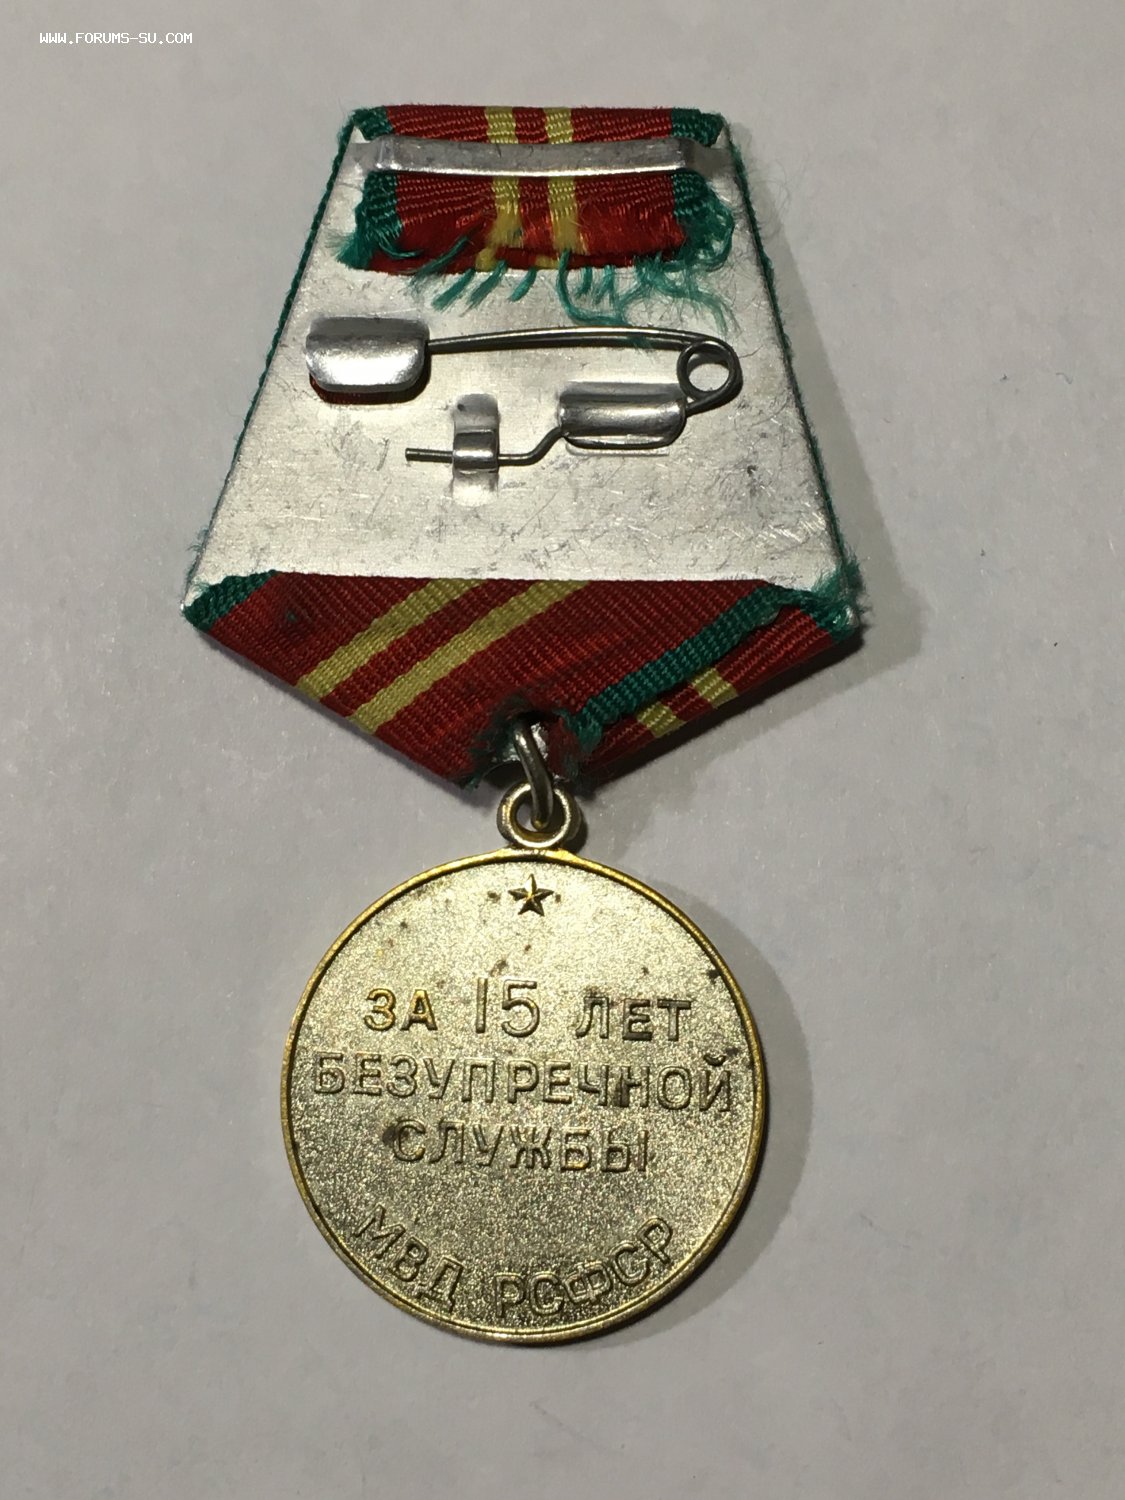 WWW.FORUMS-SU.COM
ЗА 15 ЛЕТ
БЕЗУПРЕЧНОЙ
СЛУЖБЫ
МВД РСФСР